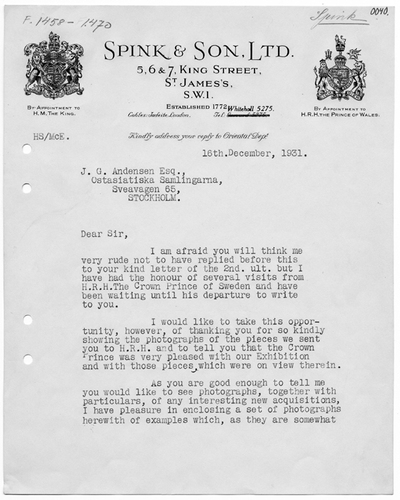 F. 1458 - 1470
Spink
0040.
SPINK & SON, LTD.
5, 6 & 7, KING STREET,
ST JAMES'S,
S.W.1.
ESTABLISHED 1772
Whitehall 5275.
Cables: Jadeite, London.
Tel:
BY APPOINTMENT TO
H.M. THE KING.
BY APPOINTMENT TO
H.R.H. THE PRINCE OF WALES.
HS/McE.
Kindly address your reply to Oriental Dept
16th.December, 1931.
J. G. Andensen Esq.,
Ostasiatiska Samlingarna,
Sveavagen 65,
STOCKHOLM.
Dear Sir,
I am afraid you will think me
very rude not to have replied before this
to your kind letter of the 2nd. ult. but I
have had the honour of several visits from
H.R.H.The Crown Prince of Sweden and have
been waiting until his departure to write
to you.
I would like to take this oppor-
tunity, however, of thanking you for so kindly
showing the photographs of the pieces we sent
you to H.R.H. and to tell you that the Crown
Prince was very pleased with our Exhibition
and with those pieces which were on view therein.
As you are good enough to tell me
you would like to see photographs, together with
particulars, of any interesting new acquisitions,
I have pleasure in enclosing a set of photographs
herewith of examples which, as they are somewhat